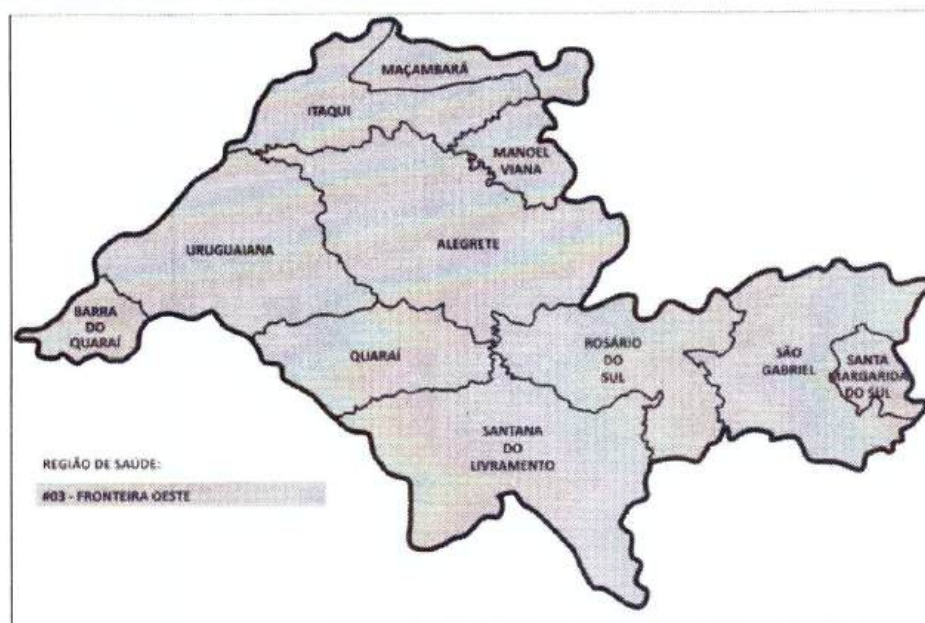 MAÇAMBARÁ
ITAQUI
MANOEL
VIANA
URUGUAIANA
ALEGRETE
BARRA
DO
QUARAÍ
QUARAÍ
ROSÁRIO
DO
SUL
SÃO
GABRIEL
SANTA
MARGARIDA
DO SUL
SANTANA
DO
LIVRAMENTO
REGIÃO DE SAÚDE:
#03 - FRONTEIRA OESTE